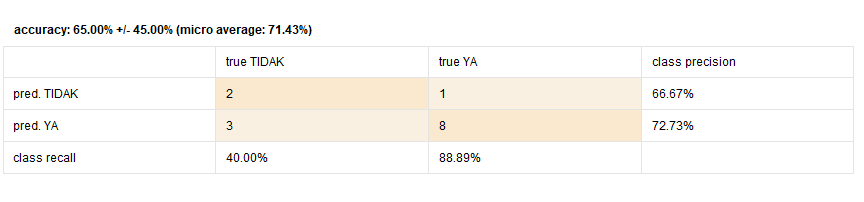 accuracy: 65.00% +/- 45.00% (micro average: 71.43%)
true TIDAK true YA class precision
pred. TIDAK 2 1 66.67%
pred. YA 3 8 72.73%
class recall 40.00% 88.89%